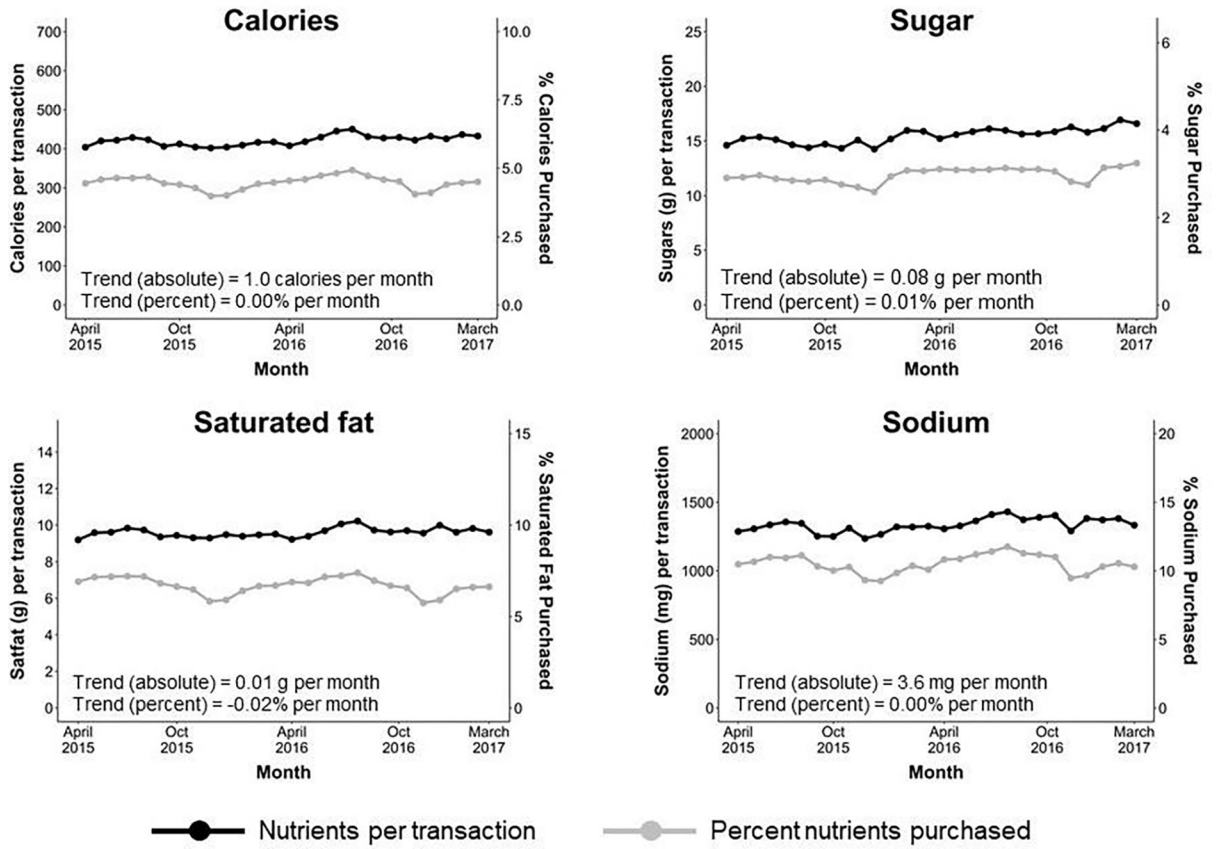 Calories
Calories per transaction
700
600
500
400
300
200
100
0
10.0
7.5
5.0
2.5
0.0
% Calories Purchased
Trend (absolute) = 1.0 calories per month
Trend (percent) = 0.00% per month
April
2015
Oct
2015
April
2016
Oct
2016
March
2017
Month
Sugar
Sugars (g) per transaction
25
20
15
10
5
0
6
4
2
0
% Sugar Purchased
Trend (absolute) = 0.08 g per month
Trend (percent) = 0.01% per month
April
2015
Oct
2015
April
2016
Oct
2016
March
2017
Month
Saturated fat
Satfat (g) per transaction
14
12
10
8
6
4
2
0
15
10
5
0
% Saturated Fat Purchased
Trend (absolute) = 0.01 g per month
Trend (percent) = -0.02% per month
April
2015
Oct
2015
April
2016
Oct
2016
March
2017
Month
Sodium
Sodium (mg) per transaction
2000
1500
1000
500
0
20
15
10
5
0
% Sodium Purchased
Trend (absolute) = 3.6 mg per month
Trend (percent) = 0.00% per month
April
2015
Oct
2015
April
2016
Oct
2016
March
2017
Month
Nutrients per transaction
Percent nutrients purchased